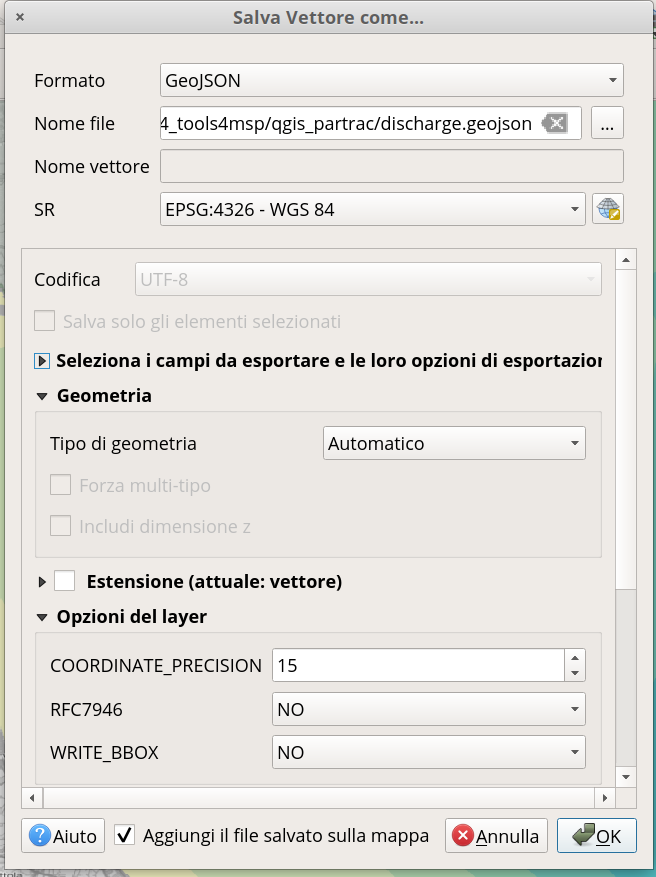 Salva Vettore come...
Formato GeoJSON
Nome file 4_tools4msp/qgis_partrac/discharge.geojson ...
Nome vettore
SR EPSG:4326 - WGS 84
Codifica UTF-8
Salva solo gli elementi selezionati
Seleziona i campi da esportare e le loro opzioni di esportazion
Geometria
Tipo di geometria Automatico
Forza multi-tipo
Includi dimensione z
Estensione (attuale: vettore)
Opzioni del layer
COORDINATE_PRECISION 15
RFC7946 NO
WRITE_BBOX NO
Aiuto Aggiungi il file salvato sulla mappa Annulla OK